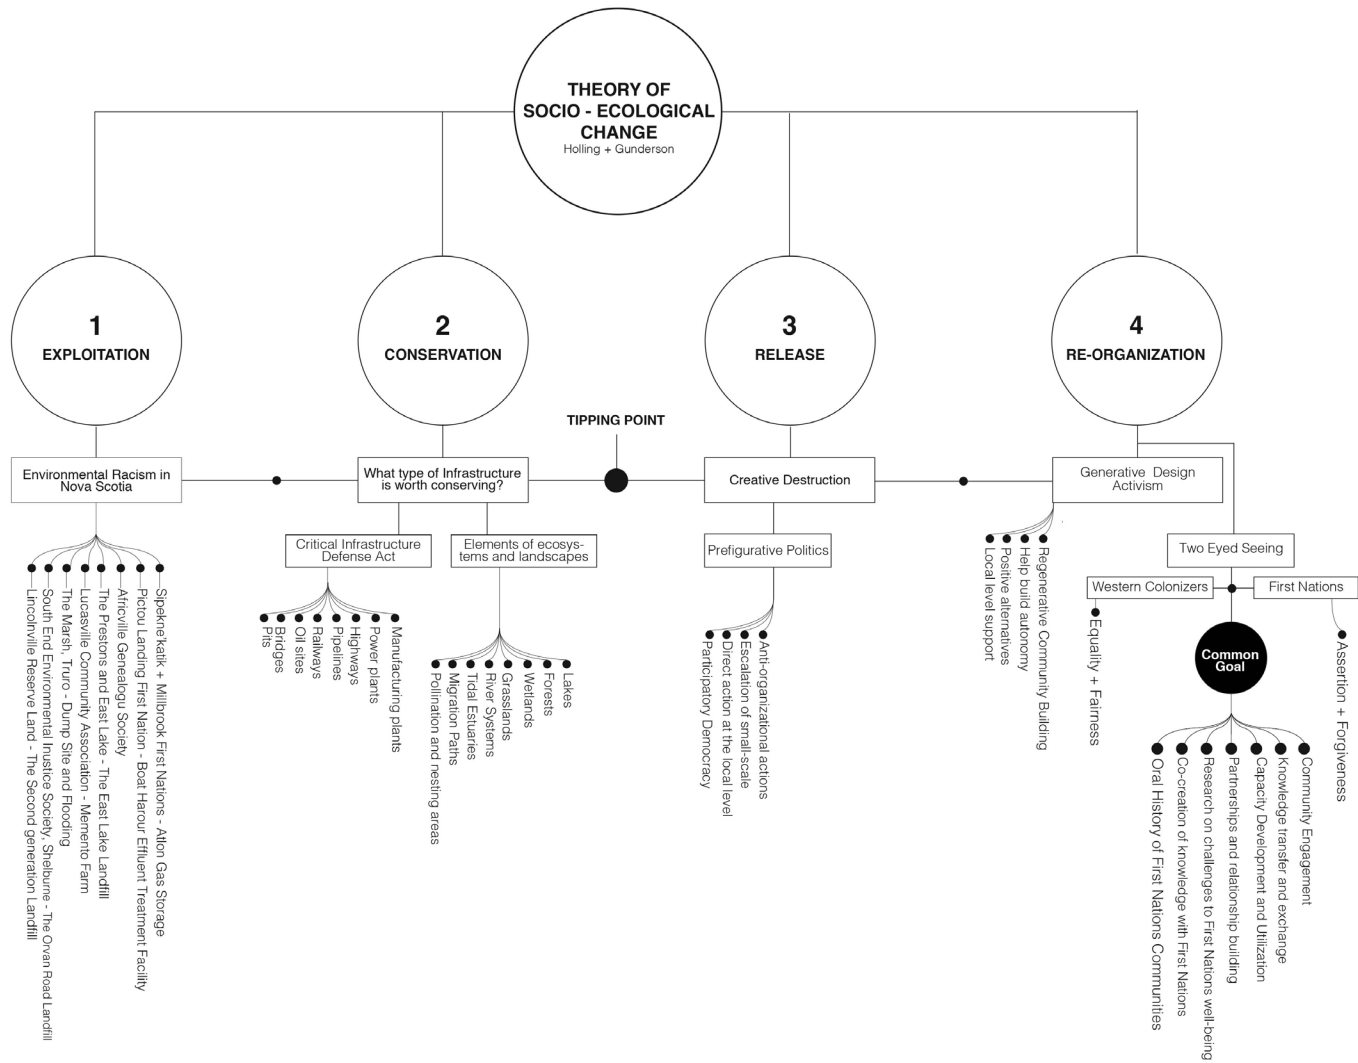 THEORY OF
SOCIO - ECOLOGICAL
CHANGE
Holling + Gunderson
1
EXPLOITATION
2
CONSERVATION
3
RELEASE
4
RE-ORGANIZATION
TIPPING POINT
Environmental Racism in
Nova Scotia
What type of Infrastructure
is worth conserving?
Creative Destruction
Generative Design
Activism
Critical Infrastructure
Defense Act
Elements of ecosys-
tems and landscapes
Prefigurative Politics
Two Eyed Seeing
Western Colonizers
First Nations
Common
Goal
Lincolnville Reserve Land - The Second generation Landfill
South End Environmental Injustice Society, Shelburne - The Orvan Road Landfill
The Marsh, Truro - Dump Site and Flooding
Lucasville Community Association - Memento Farm
The Prestons and East Lake - The East Lake Landfill
Africville Genealogu Society
Pictou Landing First Nation - Boat Harour Effluent Treatment Facility
Sipekne'katik + Millbrook First Nations - Atlon Gas Storage
Pits
Bridges
Oil sites
Railways
Pipelines
Highways
Power plants
Manufacturing plants
Pollination and nesting areas
Migration Paths
Tidal Estuaries
River Systems
Grasslands
Wetlands
Forests
Lakes
Participatory Democracy
Direct action at the local level
Escalation of small-scale
Anti-organizational actions
Local level support
Positive alternatives
Help build autonomy
Regenerative Community Building
Equality + Fairness
Assertion + Forgiveness
Oral History of First Nations Communities
Co-creation of knowledge with First Nations
Research on challenges to First Nations well-being
Partnerships and relationship building
Capacity Development and Utilization
Knowledge transfer and exchange
Community Engagement